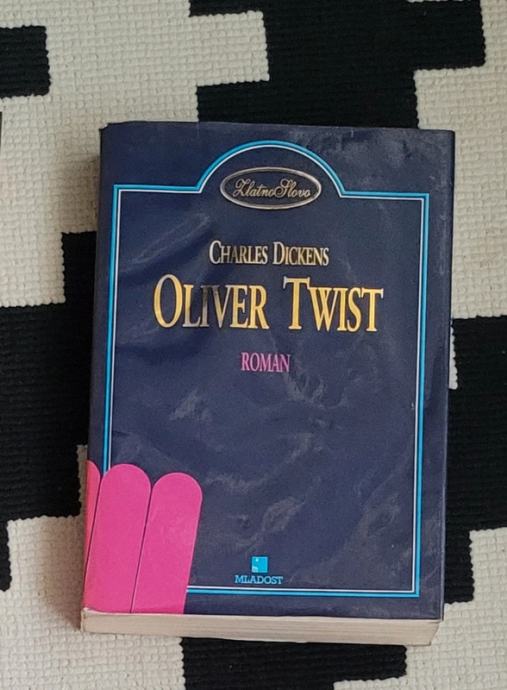 Zlatno Slovo
CHARLES DICKENS
OLIVER TWIST
ROMAN
MLADOST